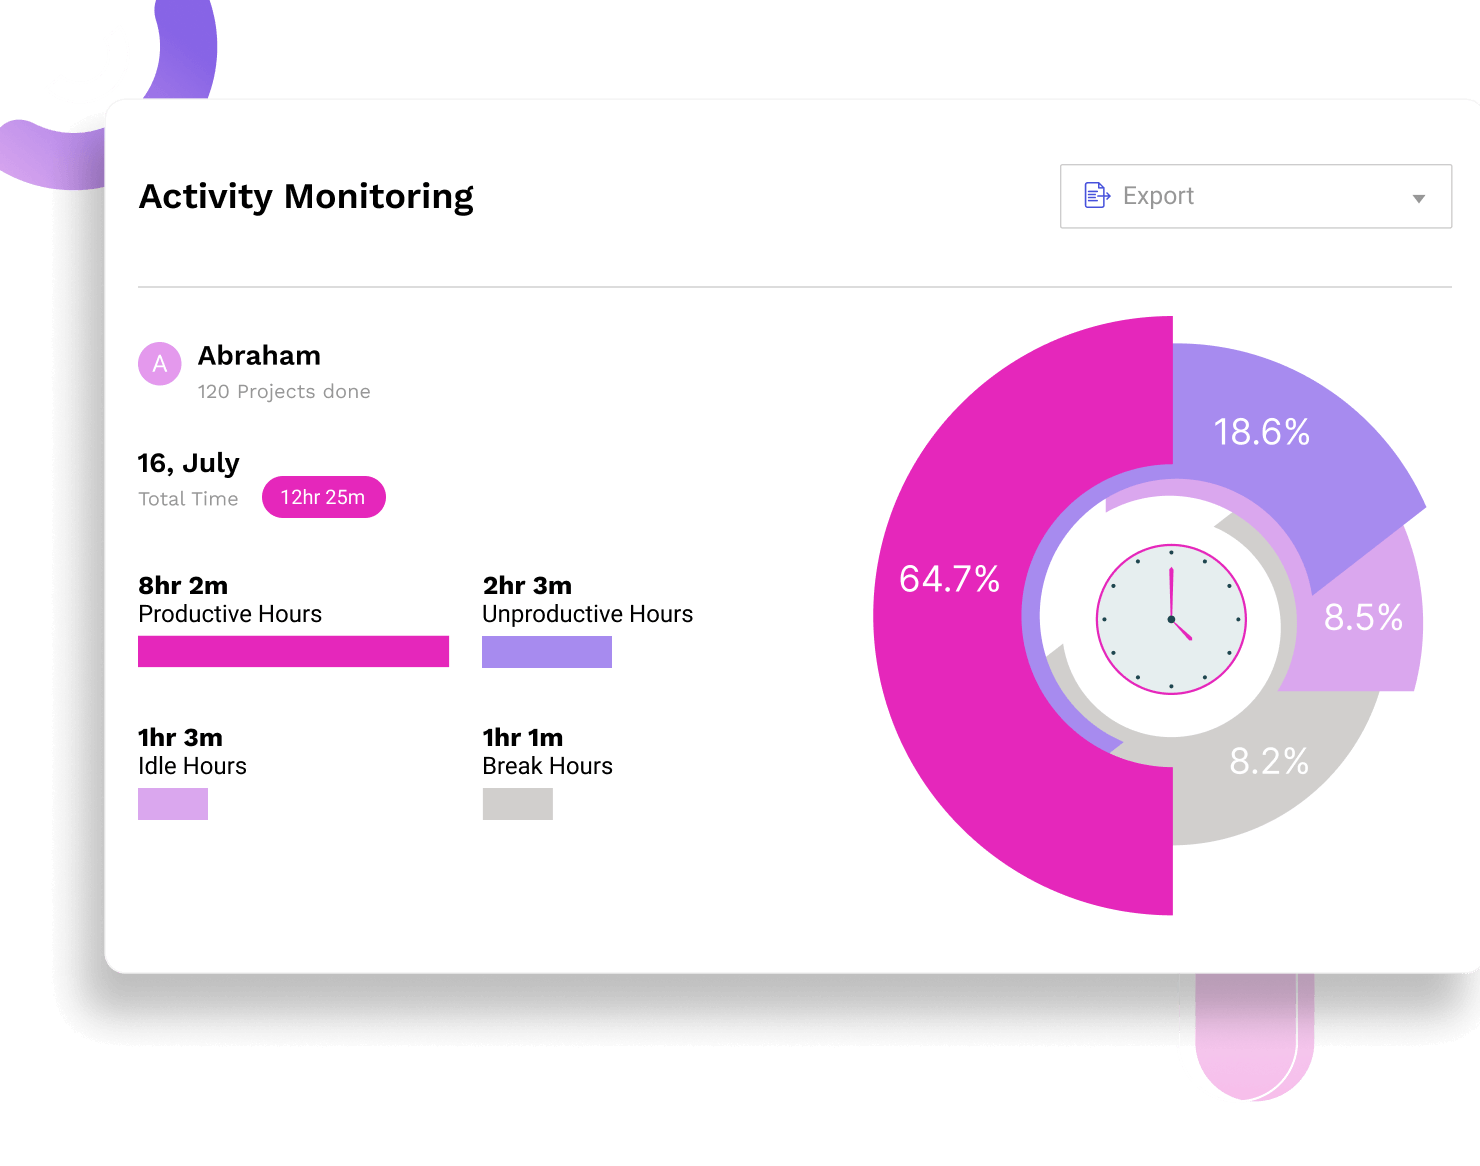 Activity Monitoring
Export
A
Abraham
120 Projects done
16, July
Total Time
12hr 25m
8hr 2m
Productive Hours
2hr 3m
Unproductive Hours
1hr 3m
Idle Hours
1hr 1m
Break Hours
18.6%
64.7%
8.5%
8.2%